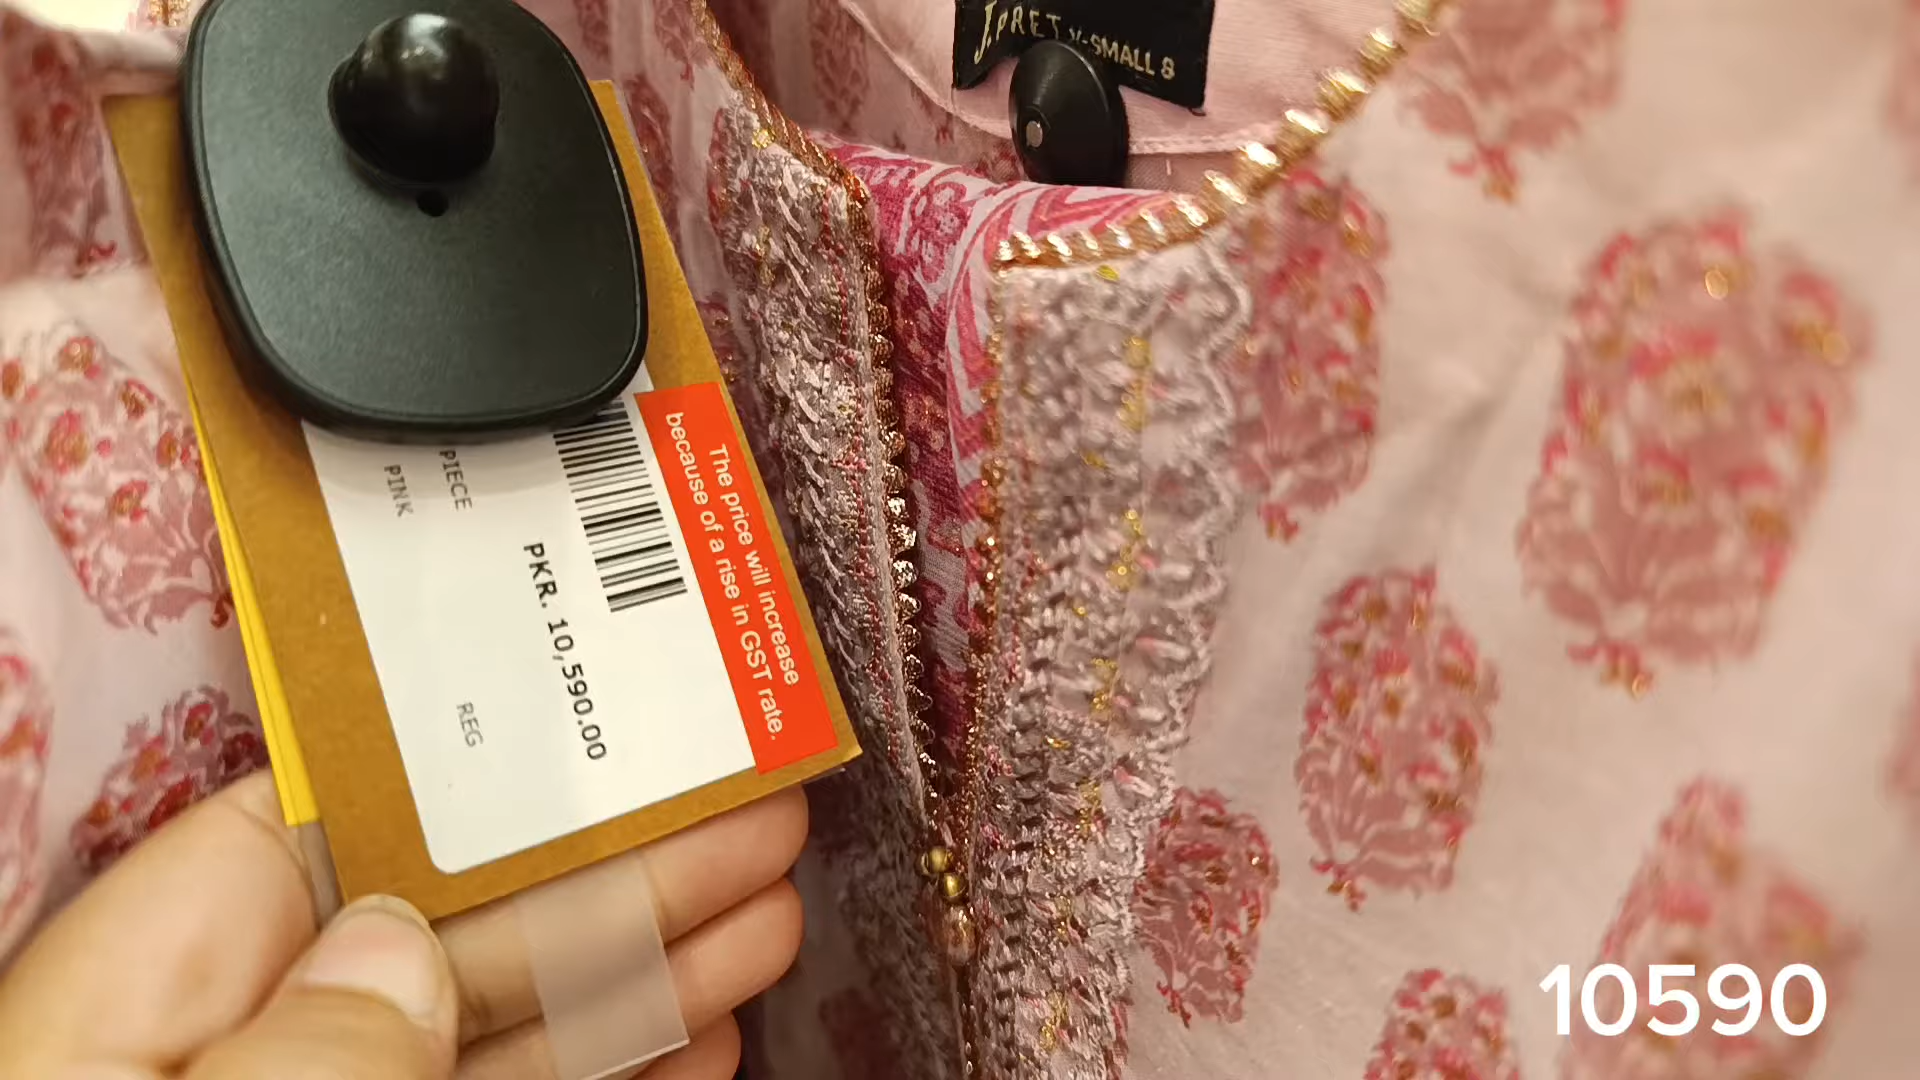 J.PRET X-SMALL 8
The price will increase
because of a rise in GST rate.
PKR. 10,590.00
PIECE
REG
PINK
10590